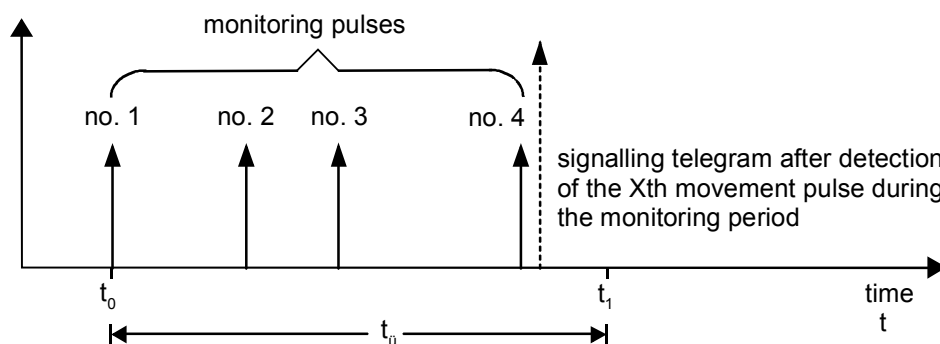 monitoring pulses
no. 1 no. 2 no. 3 no. 4
signalling telegram after detection
of the Xth movement pulse during
the monitoring period
t0 t1 time
t
tü